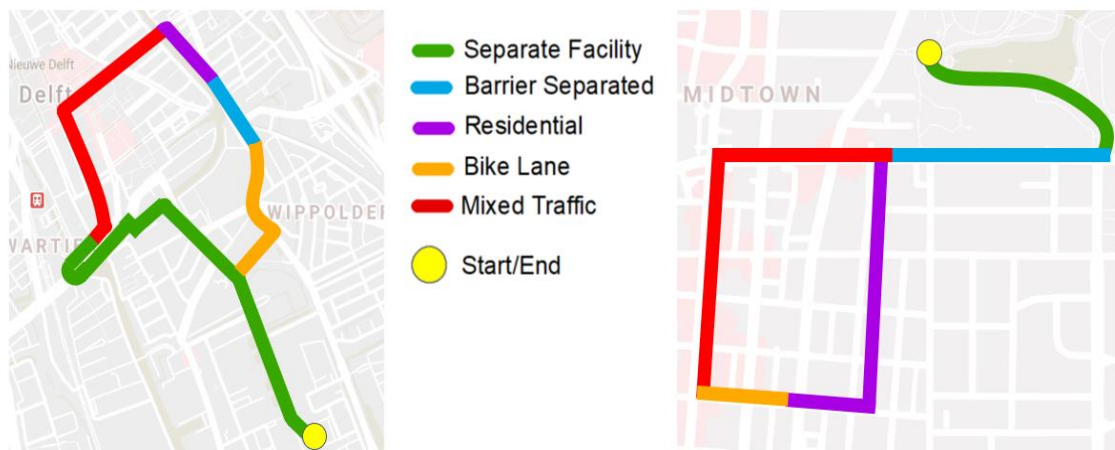 Nieuwe Delft
Delft
WIPPOLDER
WARTIE
Separate Facility
Barrier Separated
Residential
Bike Lane
Mixed Traffic
Start/End
MIDTOWN